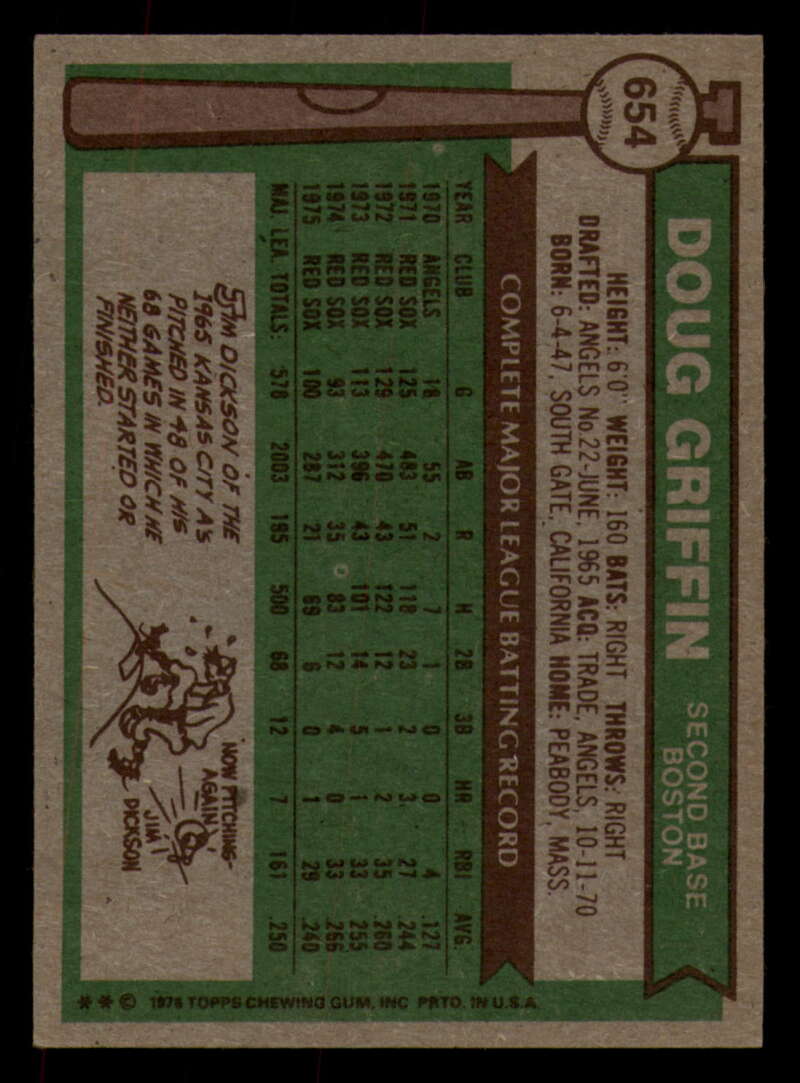 654
DOUG GRIFFIN
SECOND BASE
BOSTON
HEIGHT: 6'0" WEIGHT: 160 BATS: RIGHT THROWS: RIGHT
DRAFTED: ANGELS No.22-JUNE, 1965 ACQ: TRADE, ANGELS, 10-11-70
BORN: 6-4-47, SOUTH GATE, CALIFORNIA HOME: PEABODY, MASS.
COMPLETE MAJOR LEAGUE BATTING RECORD
YEAR CLUB G AB R H 2B 3B HR RBI AVG.
1970 ANGELS 18 55 2 7 1 0 0 4 .127
1971 RED SOX 125 483 51 118 23 2 3 27 .244
1972 RED SOX 129 470 43 122 12 1 2 35 .260
1973 RED SOX 113 396 43 101 14 5 1 33 .255
1974 RED SOX 93 312 35 83 12 4 0 33 .266
1975 RED SOX 100 287 21 69 6 0 1 29 .240
MAJ. LEA. TOTALS: 578 2003 195 500 68 12 7 161 .250
JIM DICKSON OF THE
1965 KANSAS CITY A'S
PITCHED IN 48 OF HIS
68 GAMES IN WHICH HE
NEITHER STARTED OR
FINISHED.
NOW PITCHING-
AGAIN!
JIM
DICKSON
* * © 1976 TOPPS CHEWING GUM, INC PRTD. IN U.S.A.